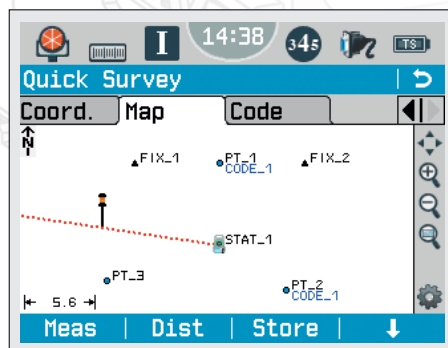 I 14:38 345 TS
Quick Survey
Coord. Map Code
N
FIX_1 PT_1 FIX_2
CODE_1
STAT_1
PT_3
PT_2
CODE_1
5.6
Meas | Dist | Store |